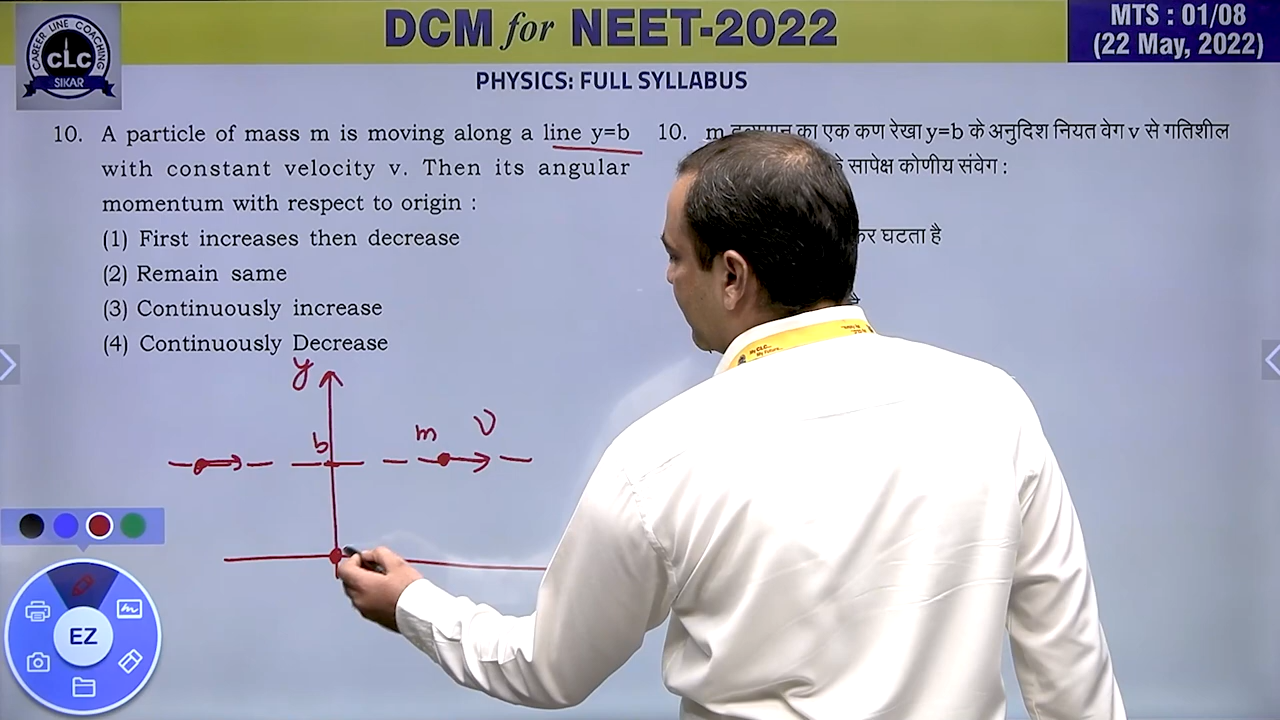 DCM for NEET-2022
MTS : 01/08
(22 May, 2022)
CAREER LINE COACHING
CLC
SIKAR
PHYSICS: FULL SYLLABUS
10. A particle of mass m is moving along a line y=b
with constant velocity v. Then its angular
momentum with respect to origin :
(1) First increases then decrease
(2) Remain same
(3) Continuously increase
(4) Continuously Decrease
10. m का एक कण रेखा y=b के अनुदिश नियत वेग v से गतिशील
सापेक्ष कोणीय संवेग :
घटता है
y
b
m
v
EZ